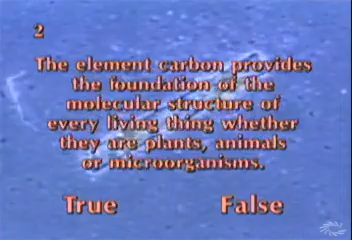 2
The element carbon provides
the foundation of the
molecular structure of
every living thing whether
they are plants, animals
or microorganisms.
True False